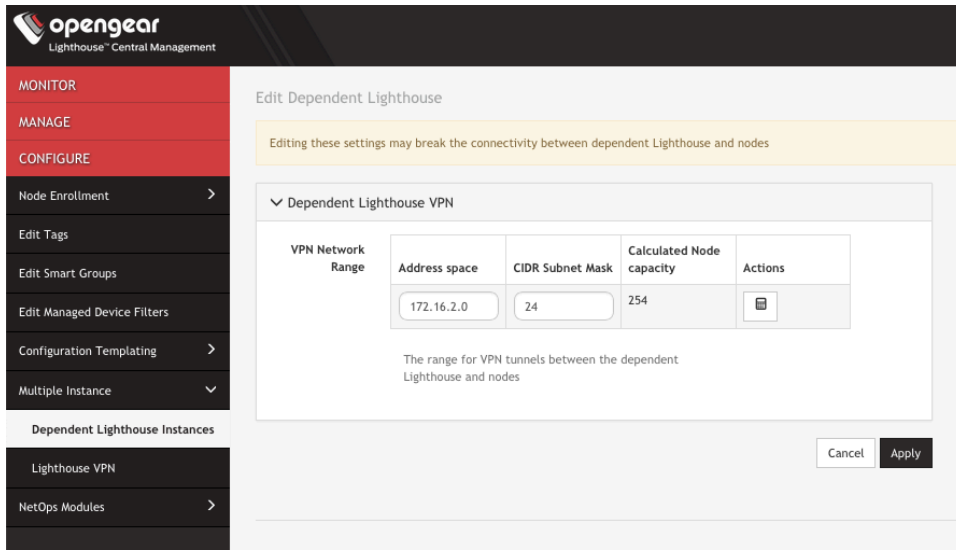 opengear
Lighthouse™ Central Management
MONITOR
MANAGE
CONFIGURE
Node Enrollment
Edit Tags
Edit Smart Groups
Edit Managed Device Filters
Configuration Templating
Multiple Instance
Dependent Lighthouse Instances
Lighthouse VPN
NetOps Modules
Edit Dependent Lighthouse
Editing these settings may break the connectivity between dependent Lighthouse and nodes
Dependent Lighthouse VPN
VPN Network
Range
Address space
CIDR Subnet Mask
Calculated Node
capacity
Actions
172.16.2.0
24
254
The range for VPN tunnels between the dependent
Lighthouse and nodes
Cancel
Apply